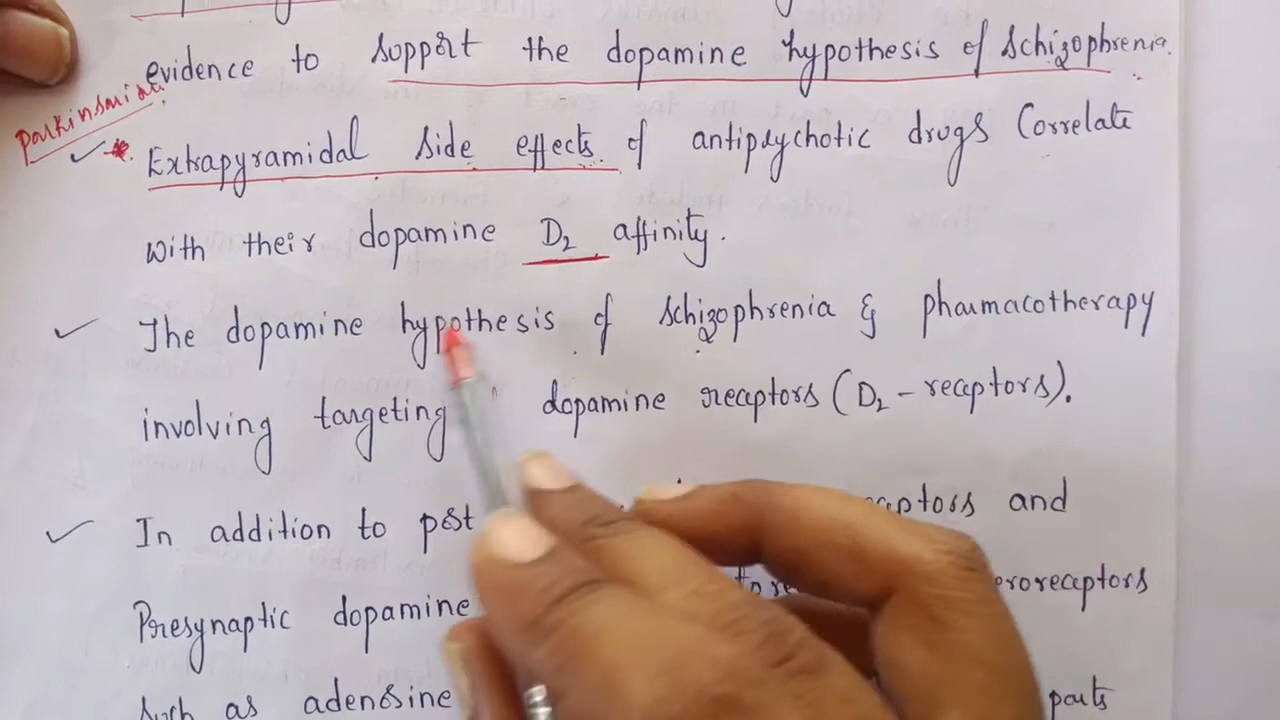 evidence to support the dopamine hypothesis of schizophrenia.
Extrapyramidal side effects of antipsychotic drugs Correlate
with their dopamine D₂ affinity.
The dopamine hypothesis of schizophrenia & pharmacotherapy
involving targeting dopamine receptors (D₂ - receptors).
In addition to post and
Presynaptic dopamine
such as adenosine parts